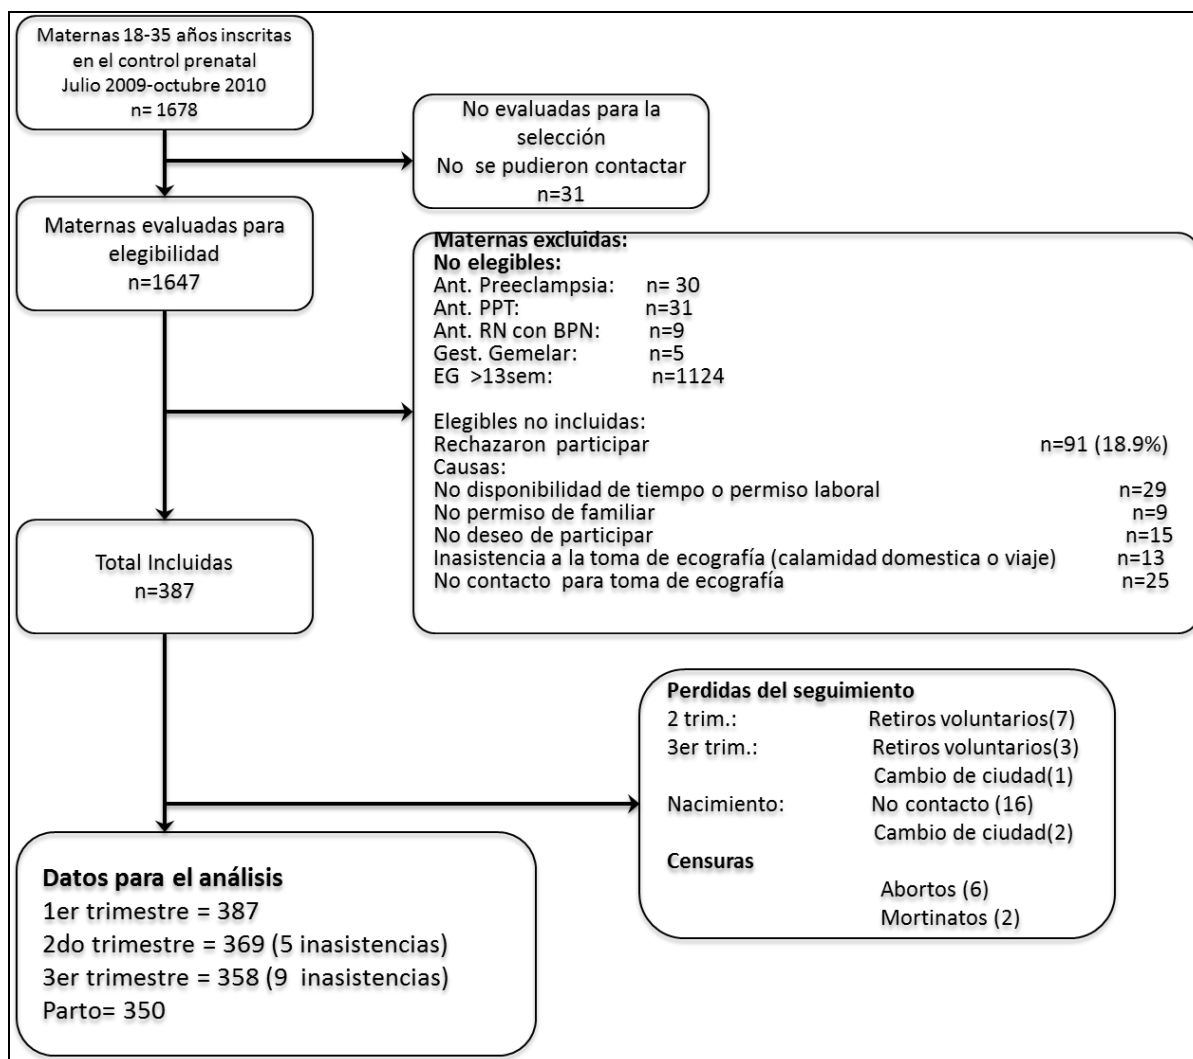 Maternas 18-35 años inscritas
en el control prenatal
Julio 2009-octubre 2010
n= 1678
No evaluadas para la
selección
No se pudieron contactar
n=31
Maternas evaluadas para
elegibilidad
n=1647
Maternas excluidas:
No elegibles:
Ant. Preeclampsia: n= 30
Ant. PPT: n=31
Ant. RN con BPN: n=9
Gest. Gemelar: n=5
EG >13sem: n=1124
Elegibles no incluidas:
Rechazaron participar n=91 (18.9%)
Causas:
No disponibilidad de tiempo o permiso laboral n=29
No permiso de familiar n=9
No deseo de participar n=15
Inasistencia a la toma de ecografía (calamidad domestica o viaje) n=13
No contacto para toma de ecografía n=25
Total Incluidas
n=387
Perdidas del seguimiento
2 trim.: Retiros voluntarios(7)
3er trim.: Retiros voluntarios(3)
Cambio de ciudad(1)
Nacimiento: No contacto (16)
Cambio de ciudad(2)
Censuras
Abortos (6)
Mortinatos (2)
Datos para el análisis
1er trimestre = 387
2do trimestre = 369 (5 inasistencias)
3er trimestre = 358 (9 inasistencias)
Parto= 350